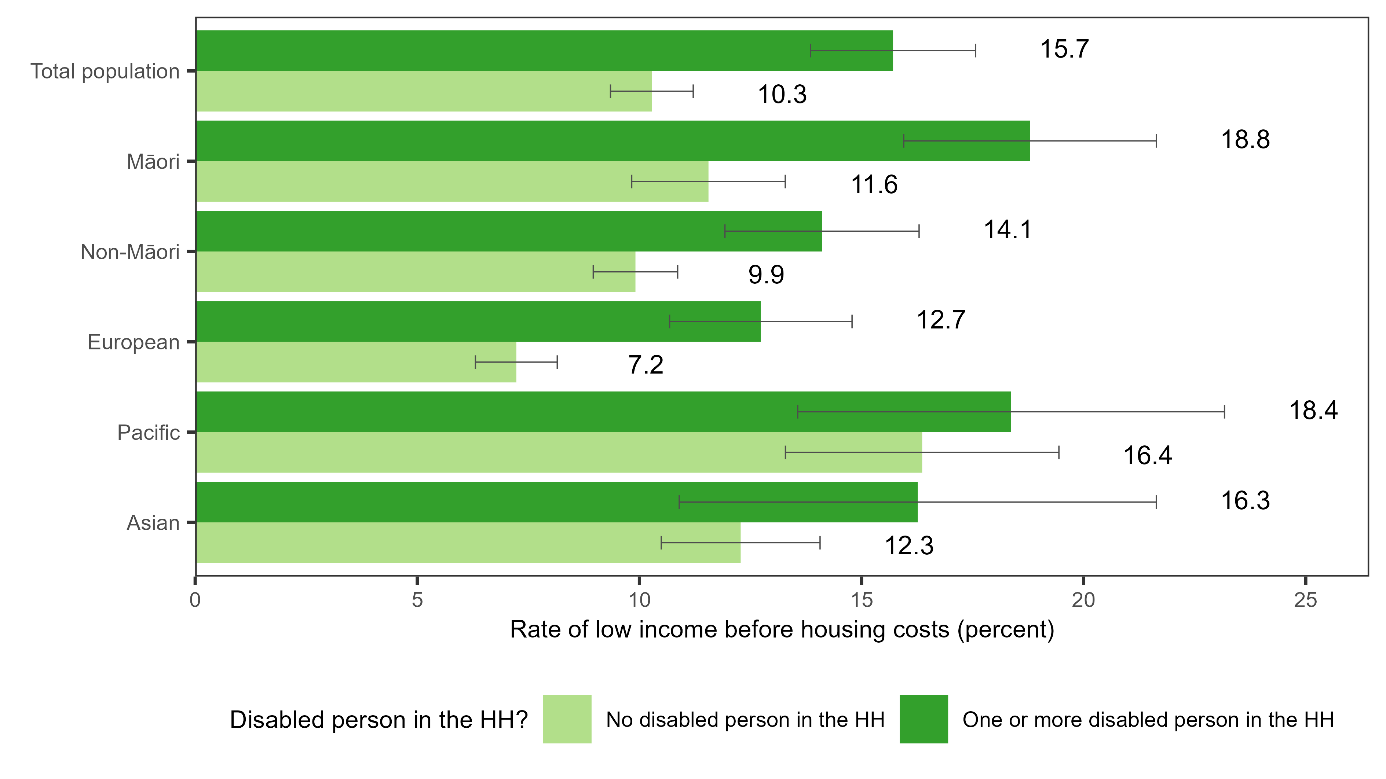 Total population
15.7
10.3
Māori
18.8
11.6
Non-Māori
14.1
9.9
European
12.7
7.2
Pacific
18.4
16.4
Asian
16.3
12.3
0 5 10 15 20 25
Rate of low income before housing costs (percent)
Disabled person in the HH? No disabled person in the HH One or more disabled person in the HH